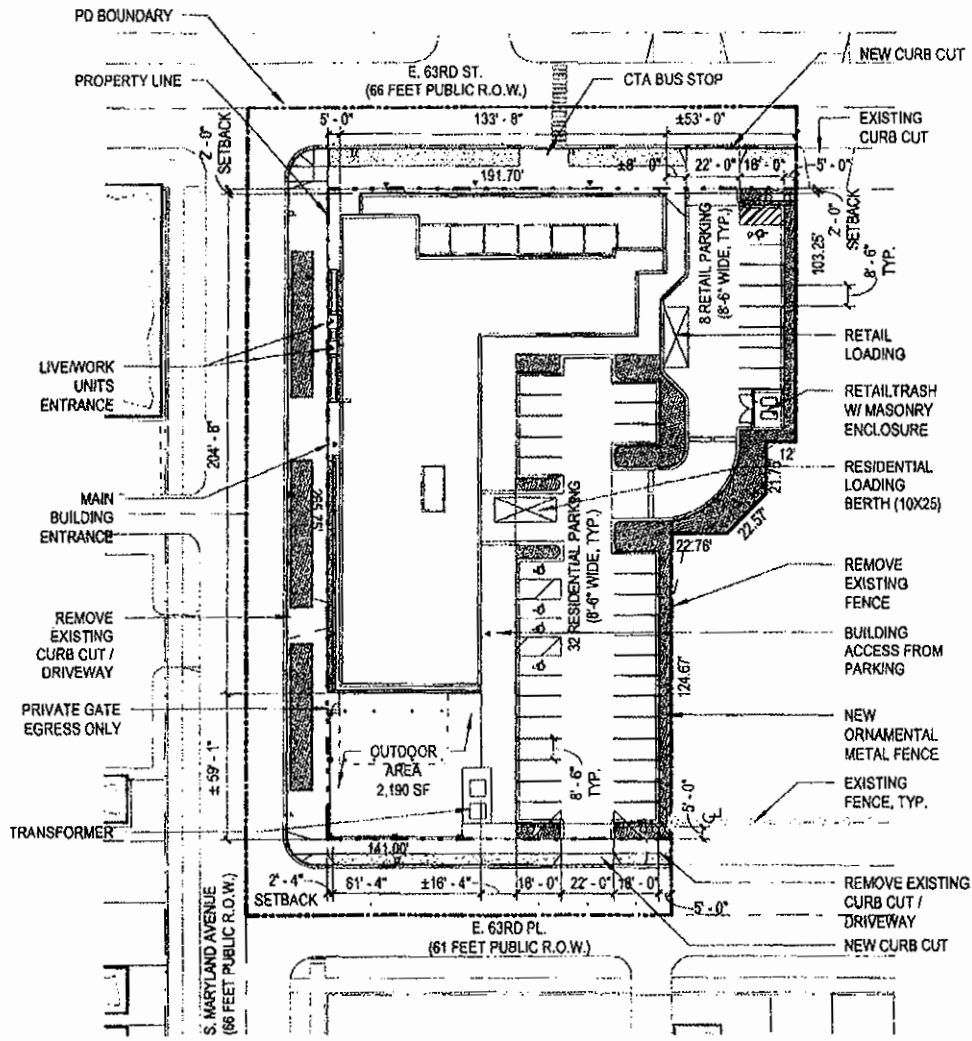 PD BOUNDARY
PROPERTY LINE
E. 63RD ST.
(66 FEET PUBLIC R.O.W.)
CTA BUS STOP
NEW CURB CUT
EXISTING
CURB CUT
5' - 0"
133' - 8"
±53' - 0"
2' - 0"
SETBACK
191.70'
±8' - 0"
22' - 0"
18' - 0"
5' - 0"
2' - 0"
SETBACK
103.25'
8' - 6"
TYP.
8 RETAIL PARKING
(8'-6" WIDE, TYP.)
RETAIL
LOADING
RETAIL TRASH
W/ MASONRY
ENCLOSURE
LIVE/WORK
UNITS
ENTRANCE
204' - 8"
MAIN
BUILDING
ENTRANCE
255.75'
12'
21.75'
22.57'
22.76'
RESIDENTIAL
LOADING
BERTH (10X25)
32 RESIDENTIAL PARKING
(8'-6" WIDE, TYP.)
REMOVE
EXISTING
FENCE
REMOVE
EXISTING
CURB CUT /
DRIVEWAY
BUILDING
ACCESS FROM
PARKING
124.67'
PRIVATE GATE
EGRESS ONLY
NEW
ORNAMENTAL
METAL FENCE
± 59' - 1"
OUTDOOR
AREA
2,190 SF
8' - 6"
TYP.
EXISTING
FENCE, TYP.
5' - 0"
TRANSFORMER
141.00'
2' - 4"
SETBACK
61' - 4"
±16' - 4"
18' - 0"
22' - 0"
18' - 0"
5' - 0"
REMOVE EXISTING
CURB CUT /
DRIVEWAY
NEW CURB CUT
E. 63RD PL.
(61 FEET PUBLIC R.O.W.)
S. MARYLAND AVENUE
(66 FEET PUBLIC R.O.W.)